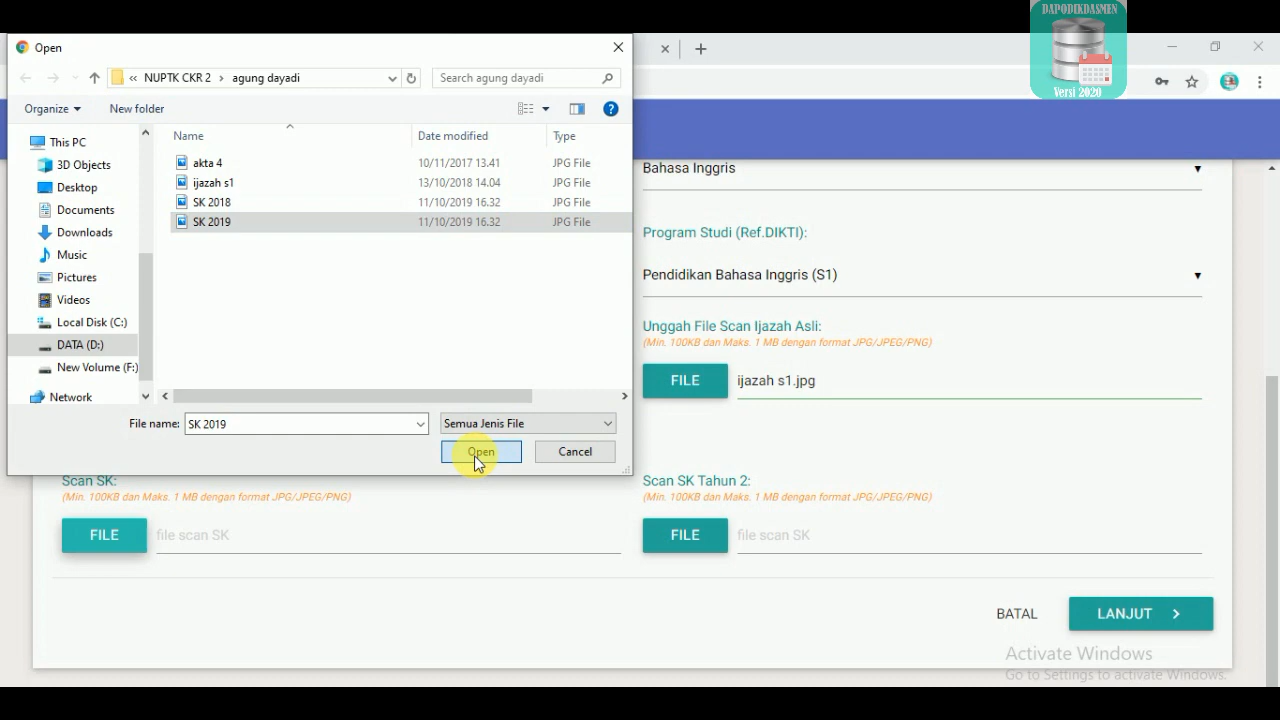 DAPODIKDASMEN
Versi 2020
Open
NUPTK CKR 2 > agung dayadi
Search agung dayadi
Organize
New folder
Name
Date modified
Type
This PC
3D Objects
Desktop
Documents
Downloads
Music
Pictures
Videos
Local Disk (C:)
DATA (D:)
New Volume (F:)
Network
akta 4 10/11/2017 13.41 JPG File
ijazah s1 13/10/2018 14.04 JPG File
SK 2018 11/10/2019 16.32 JPG File
SK 2019 11/10/2019 16.32 JPG File
File name: SK 2019
Semua Jenis File
Open
Cancel
Bahasa Inggris
Program Studi (Ref.DIKTI):
Pendidikan Bahasa Inggris (S1)
Unggah File Scan Ijazah Asli:
(Min. 100KB dan Maks. 1 MB dengan format JPG/JPEG/PNG)
FILE ijazah s1.jpg
Scan SK:
(Min. 100KB dan Maks. 1 MB dengan format JPG/JPEG/PNG)
FILE file scan SK
Scan SK Tahun 2:
(Min. 100KB dan Maks. 1 MB dengan format JPG/JPEG/PNG)
FILE file scan SK
BATAL
LANJUT
Activate Windows
Go to Settings to activate Windows.